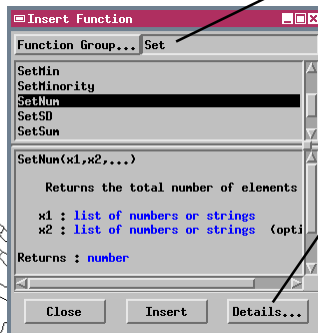 Insert Function
Function Group... Set
SetMin
SetMinority
SetNum
SetSD
SetSum
SetNum(x1,x2,...)
Returns the total number of elements
x1 : list of numbers or strings
x2 : list of numbers or strings (opti
Returns : number
Close Insert Details...